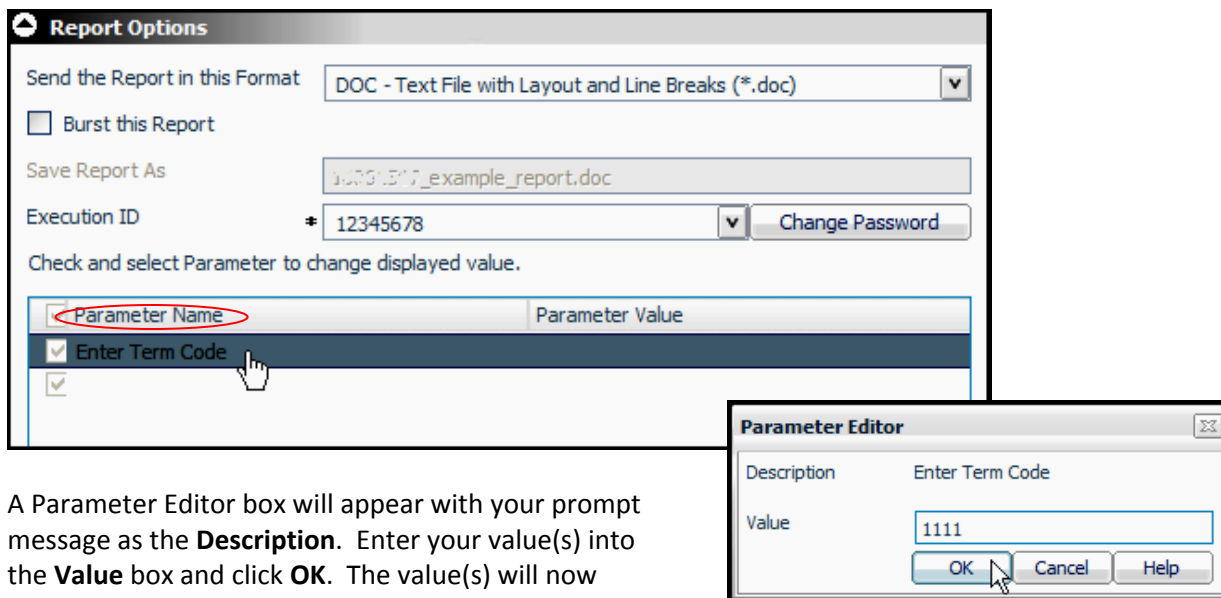 Report Options
Send the Report in this Format
DOC - Text File with Layout and Line Breaks (*.doc)
Burst this Report
Save Report As
_example_report.doc
Execution ID
* 12345678
Change Password
Check and select Parameter to change displayed value.
Parameter Name Parameter Value
Enter Term Code
Parameter Editor
Description Enter Term Code
Value 1111
OK Cancel Help
A Parameter Editor box will appear with your prompt
message as the Description. Enter your value(s) into
the Value box and click OK. The value(s) will now